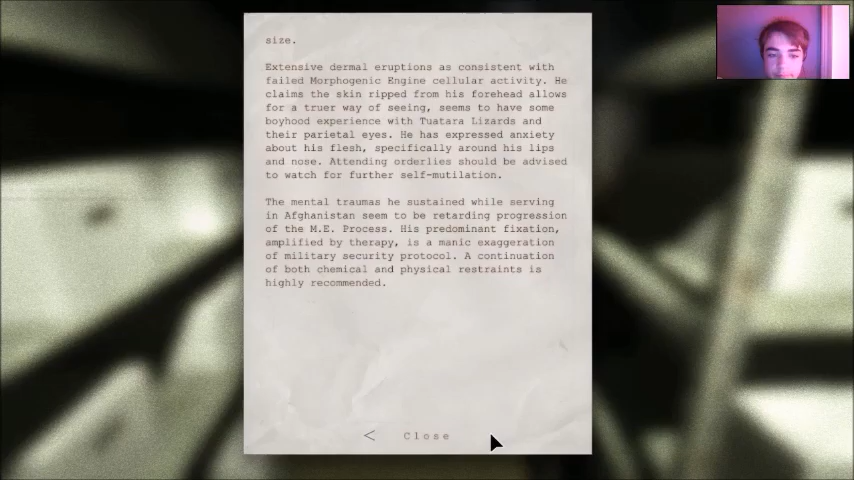 size.
Extensive dermal eruptions as consistent with
failed Morphogenic Engine cellular activity. He
claims the skin ripped from his forehead allows
for a truer way of seeing, seems to have some
boyhood experience with Tuatara Lizards and
their parietal eyes. He has expressed anxiety
about his flesh, specifically around his lips
and nose. Attending orderlies should be advised
to watch for further self-mutilation.
The mental traumas he sustained while serving
in Afghanistan seem to be retarding progression
of the M.E. Process. His predominant fixation,
amplified by therapy, is a manic exaggeration
of military security protocol. A continuation
of both chemical and physical restraints is
highly recommended.
< Close